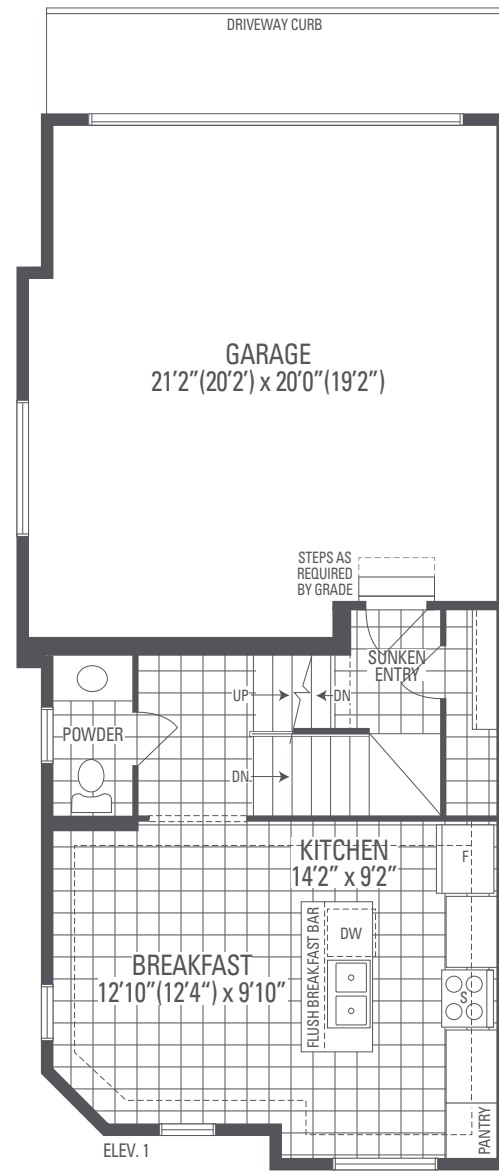 DRIVEWAY CURB
GARAGE
21'2"(20'2') x 20'0"(19'2")
STEPS AS
REQUIRED
BY GRADE
SUNKEN
ENTRY
UP
DN
POWDER
DN
KITCHEN
14'2" x 9'2"
F
FLUSH BREAKFAST BAR
DW
BREAKFAST
12'10"(12'4") x 9'10"
S
PANTRY
ELEV. 1